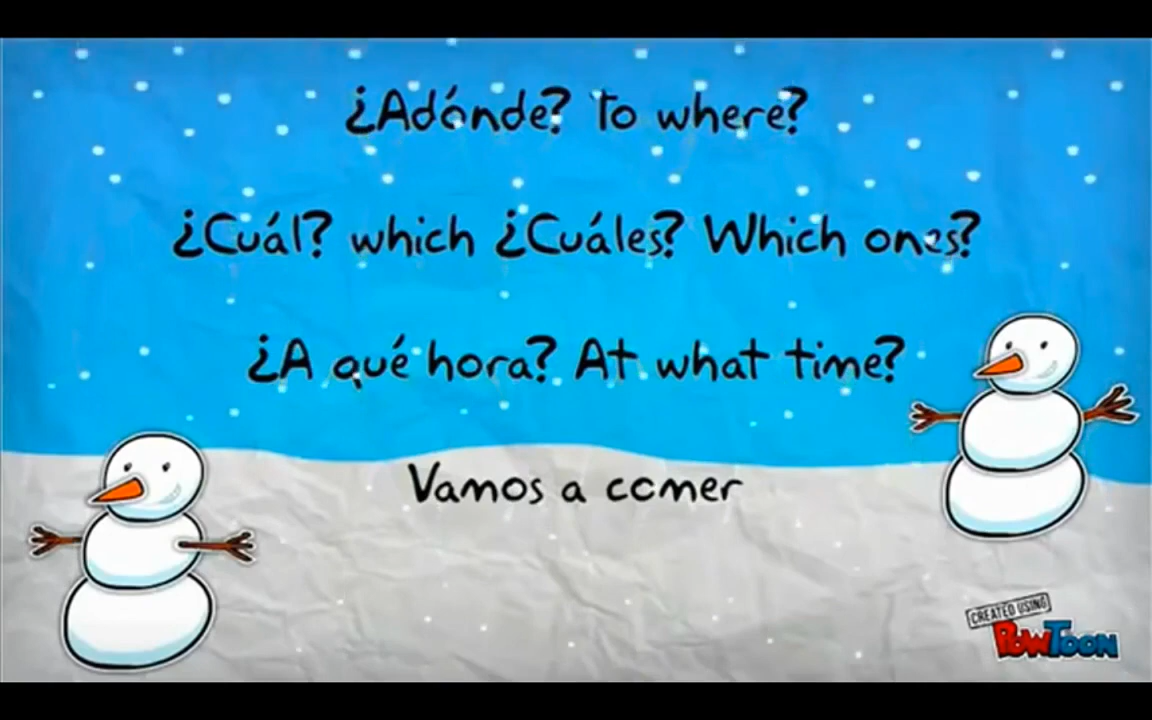 ¿Adónde? To where?
¿Cuál? which ¿Cuáles? Which ones?
¿A qué hora? At what time?
Vamos a comer
CREATED USING
POWTOON